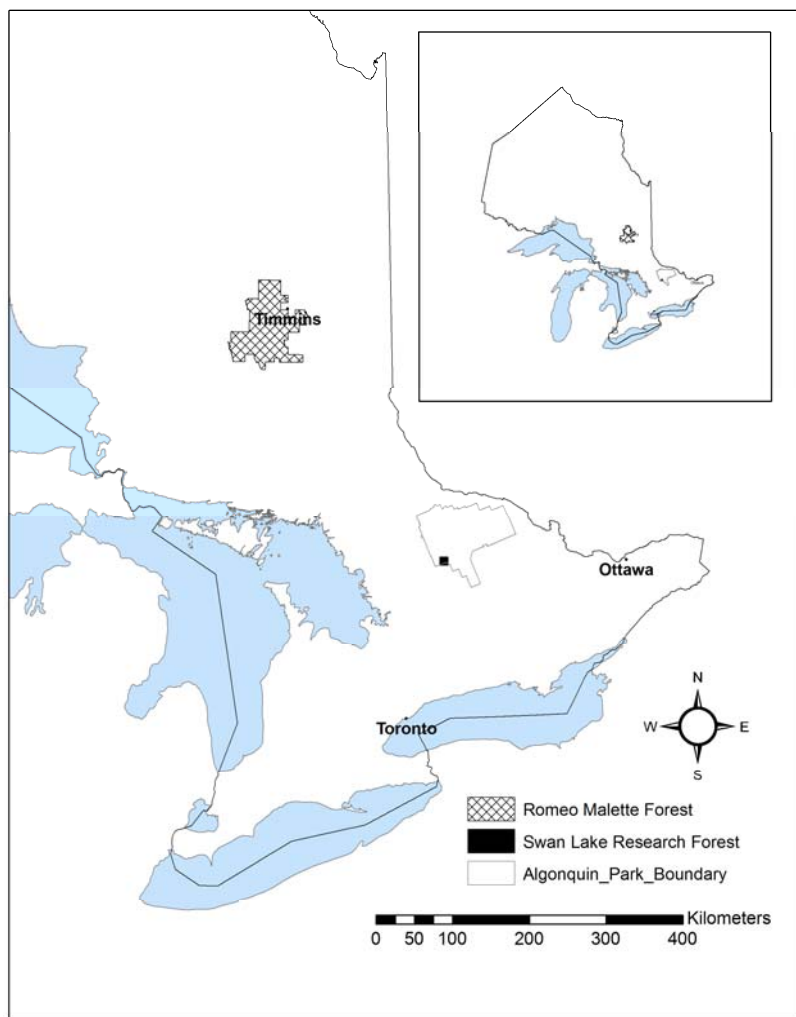 Timmins
Ottawa
Toronto
N
W E
S
Romeo Malette Forest
Swan Lake Research Forest
Algonquin_Park_Boundary
Kilometers
0 50 100 200 300 400